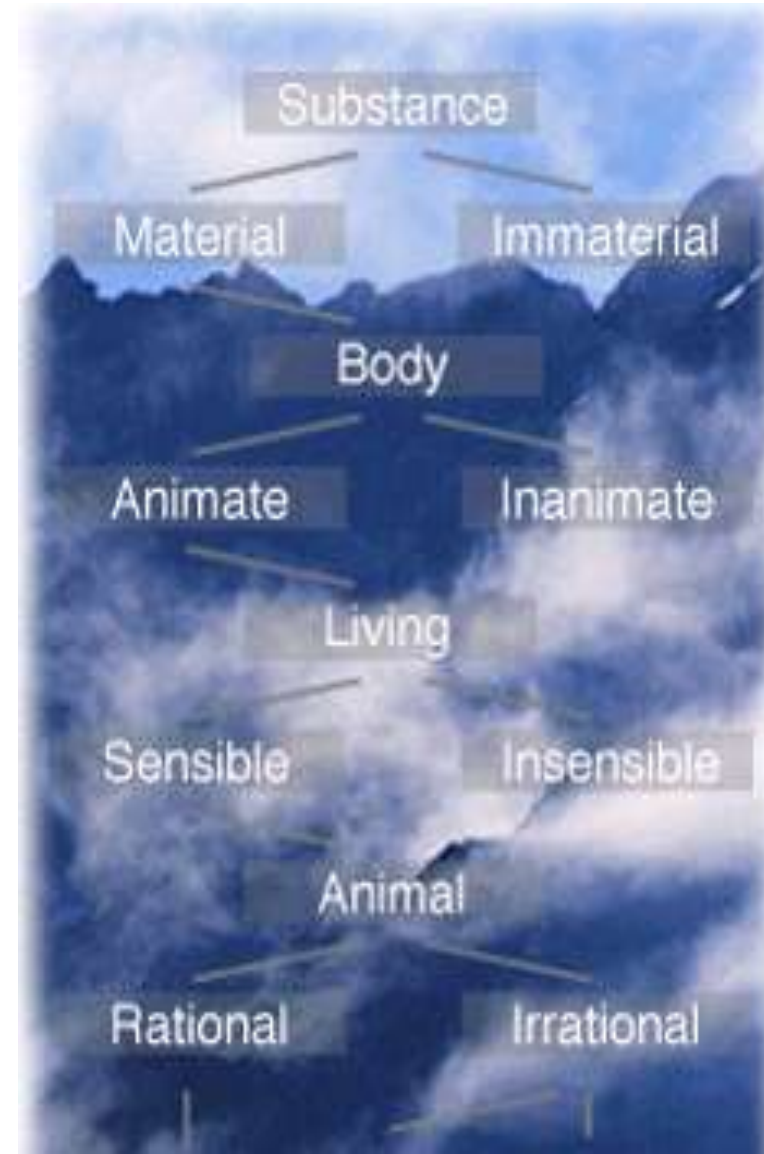 Substance
Material Immaterial
Body
Animate Inanimate
Living
Sensible Insensible
Animal
Rational Irrational